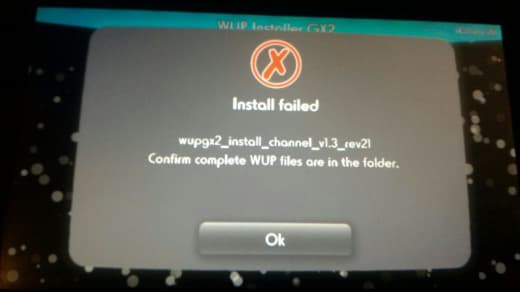 WUP Installer GX2
Install failed
wupgx2_install_channel_v1.3_rev21
Confirm complete WUP files are in the folder.
Ok